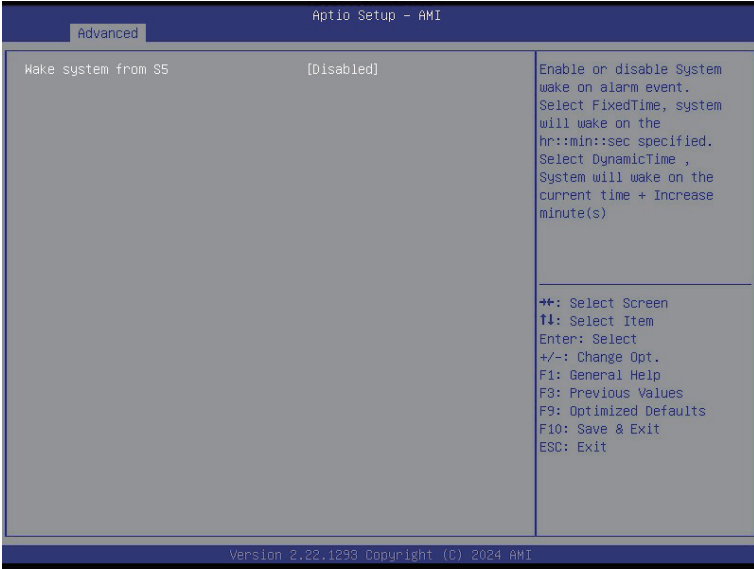 Aptio Setup - AMI
Advanced
Wake system from S5 [Disabled]
Enable or disable System
wake on alarm event.
Select FixedTime, system
will wake on the
hr::min::sec specified.
Select DynamicTime ,
System will wake on the
current time + Increase
minute(s)
→←: Select Screen
↑↓: Select Item
Enter: Select
+/-: Change Opt.
F1: General Help
F3: Previous Values
F9: Optimized Defaults
F10: Save & Exit
ESC: Exit
Version 2.22.1293 Copyright (C) 2024 AMI